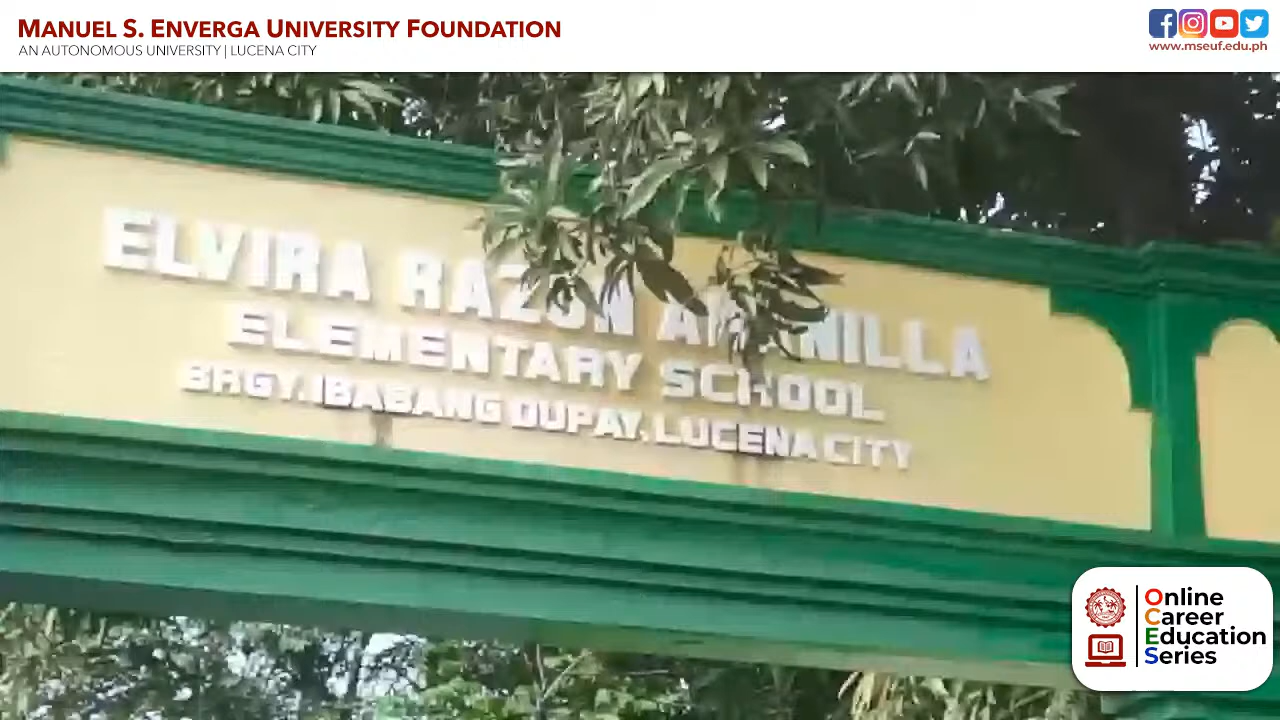 MANUEL S. ENVERGA UNIVERSITY FOUNDATION
AN AUTONOMOUS UNIVERSITY | LUCENA CITY
www.mseuf.edu.ph
ELVIRA RAZON
ELEMENTARY SCHOOL
BRGY. IBABANG DUPAY, LUCENA CITY
Online
Career
Education
Series